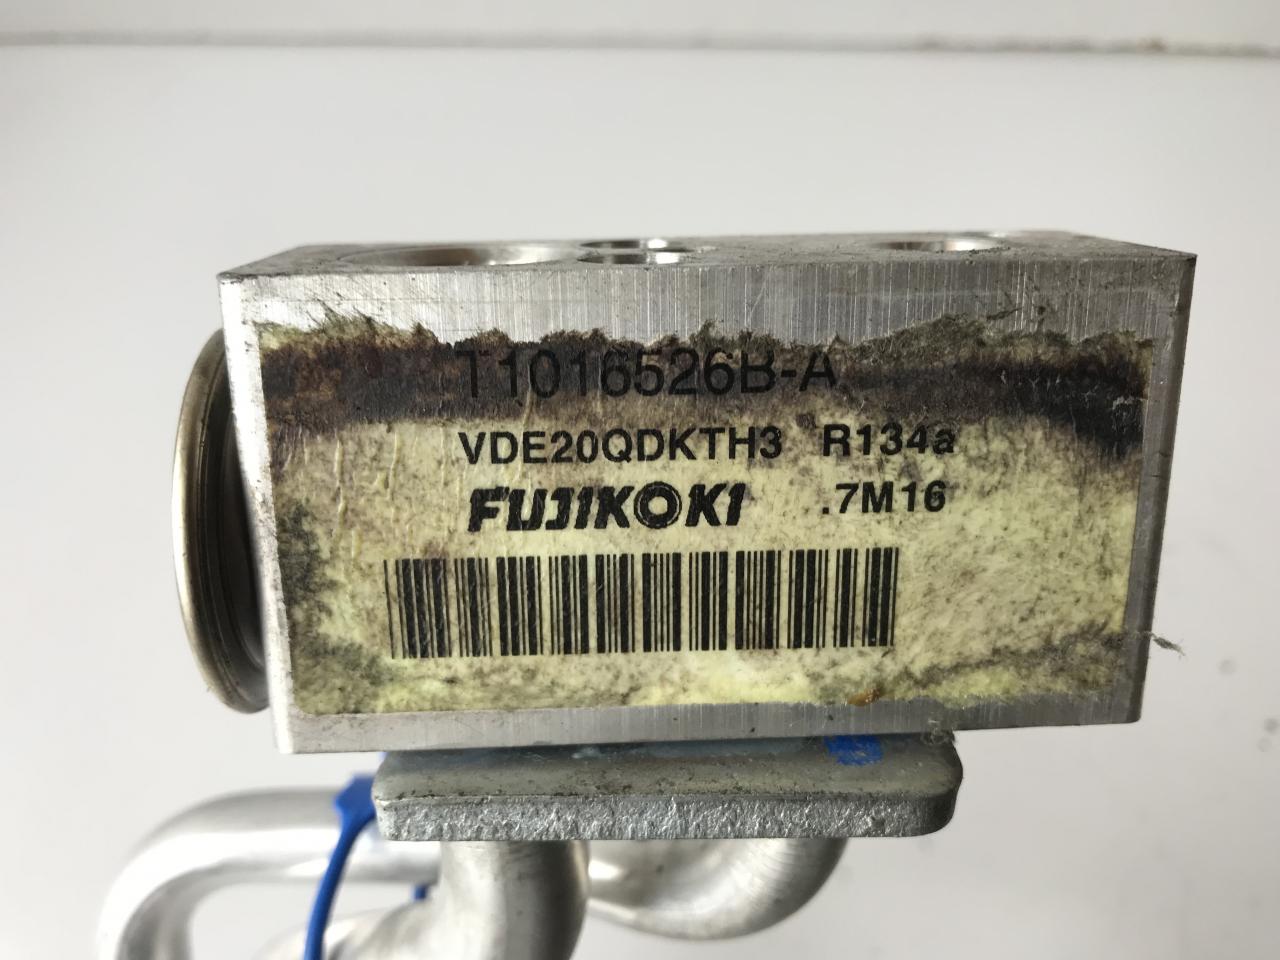 T1016526B-A
VDE20QDKTH3 R134a
FUJIKOKI .7M16